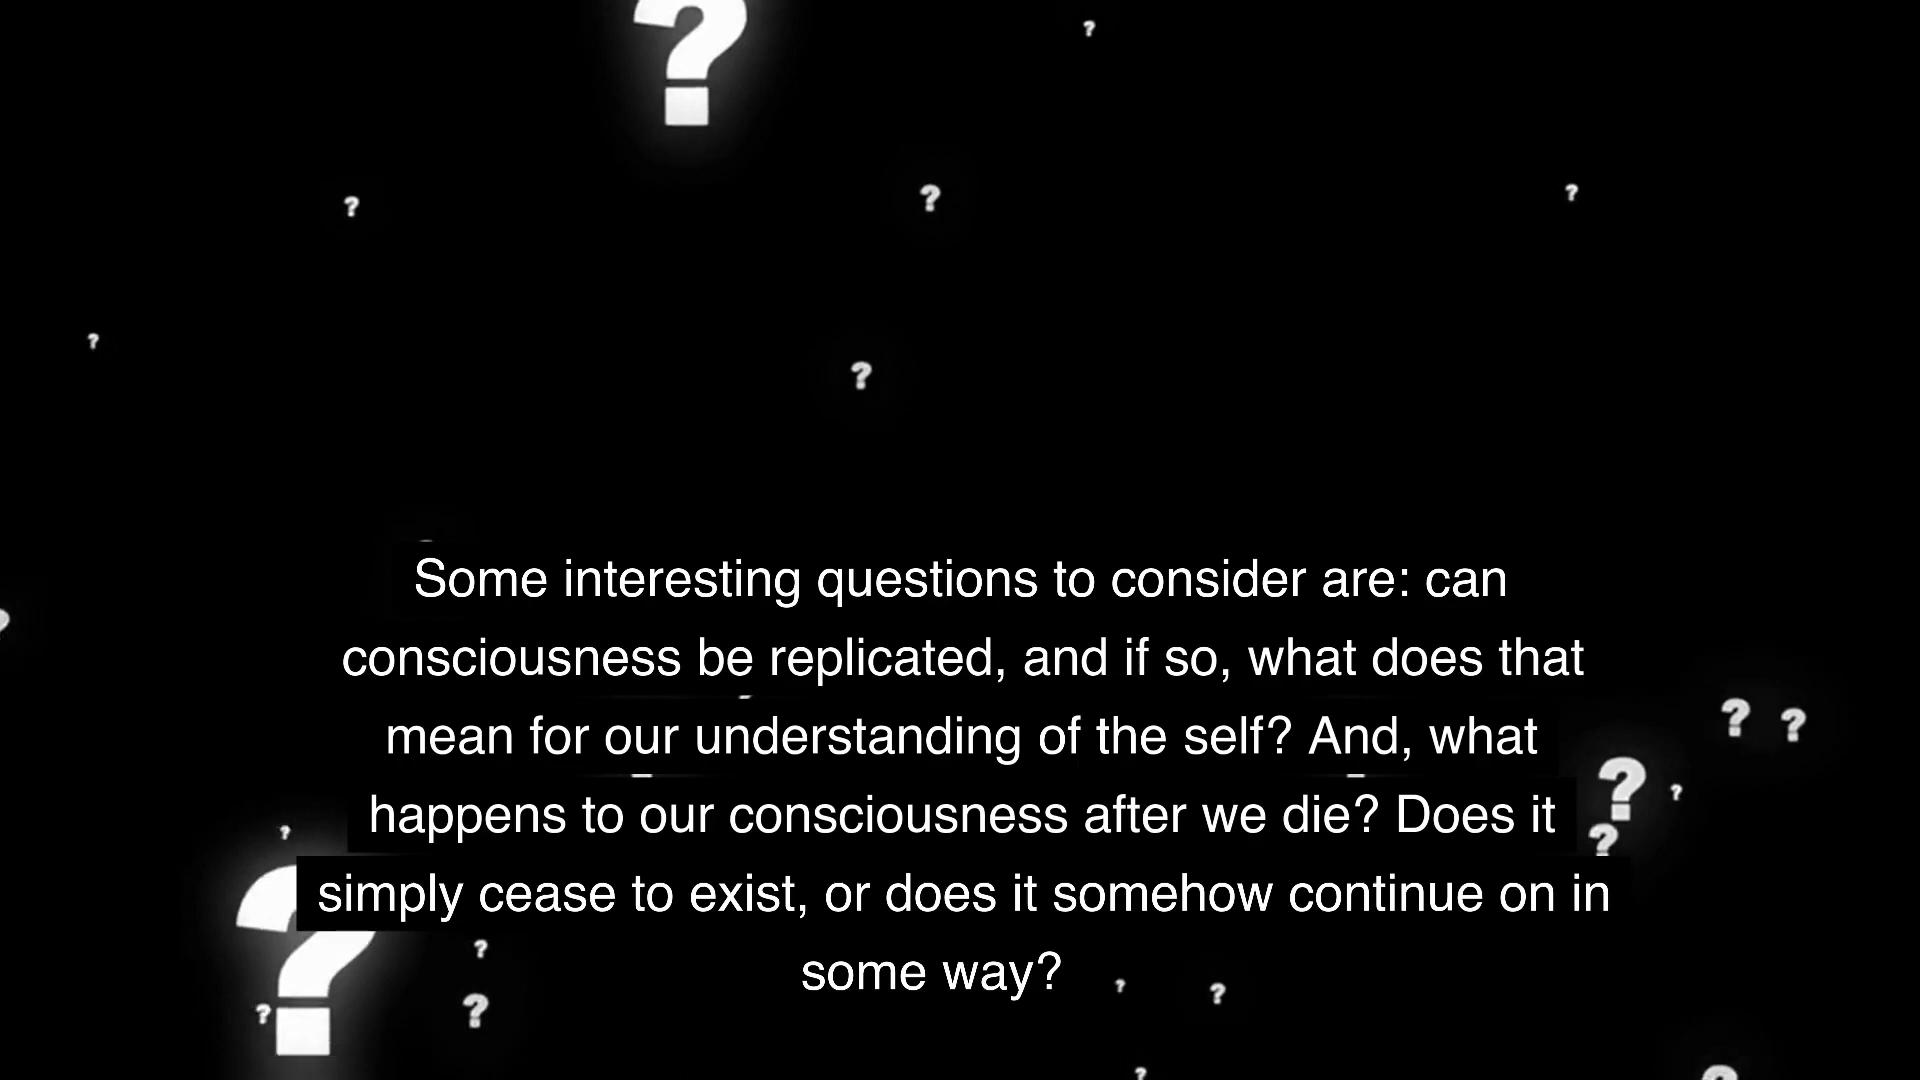 Some interesting questions to consider are: can
consciousness be replicated, and if so, what does that
mean for our understanding of the self? And, what
happens to our consciousness after we die? Does it
simply cease to exist, or does it somehow continue on in
some way?